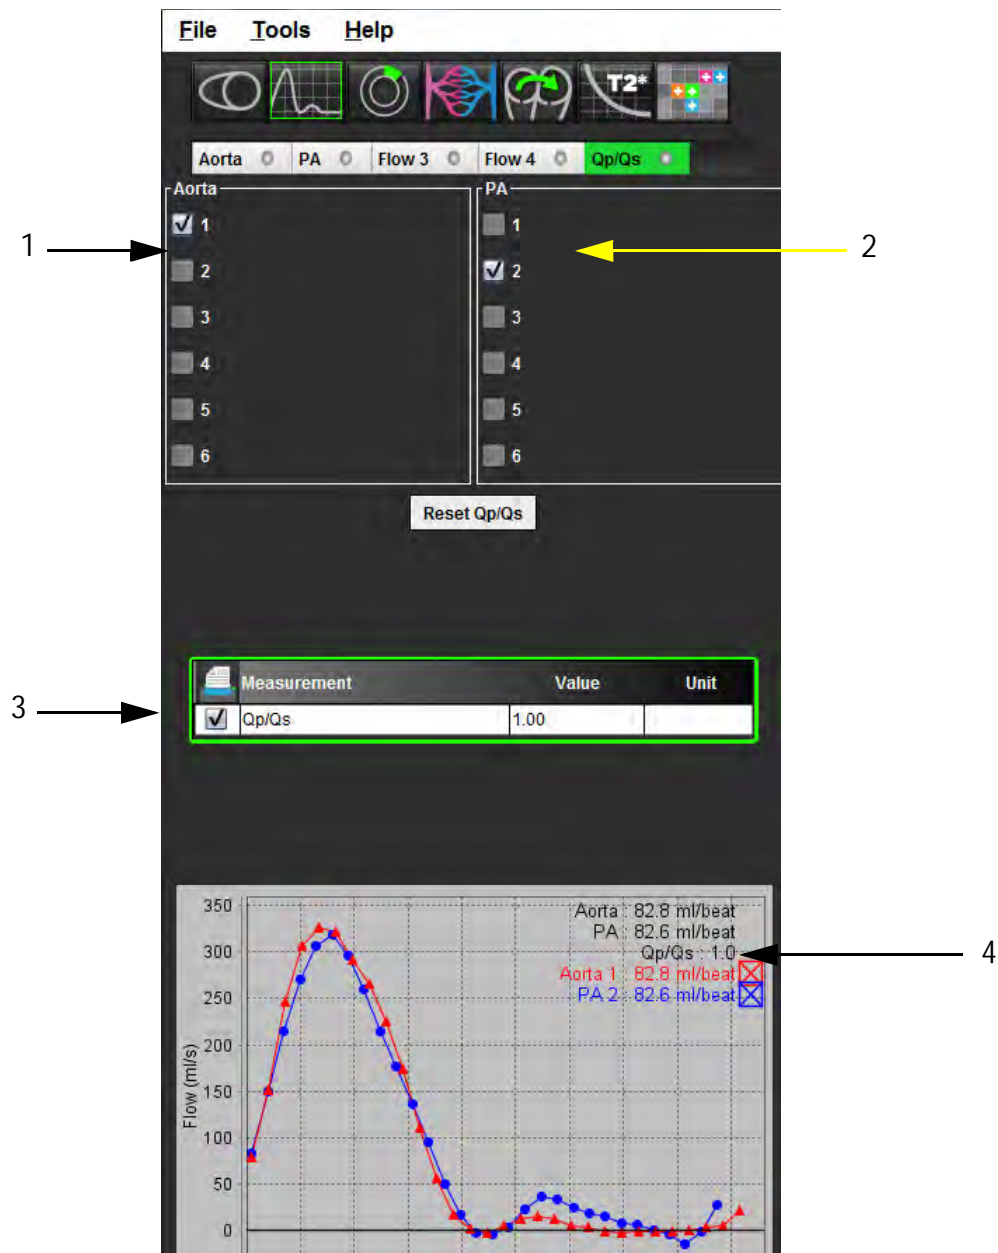 File Tools Help
T2*
Aorta PA Flow 3 Flow 4 Qp/Qs
Aorta PA
1 1 1 2
2 2
3 3
4 4
5 5
6 6
Reset Qp/Qs
Measurement Value Unit
3 Qp/Qs 1.00
350 Aorta : 82.8 ml/beat
PA : 82.6 ml/beat
300 Qp/Qs : 1.0 4
Aorta 1 : 82.8 ml/beat
250 PA 2 : 82.6 ml/beat
200
150
100
50
0
Flow (ml/s)